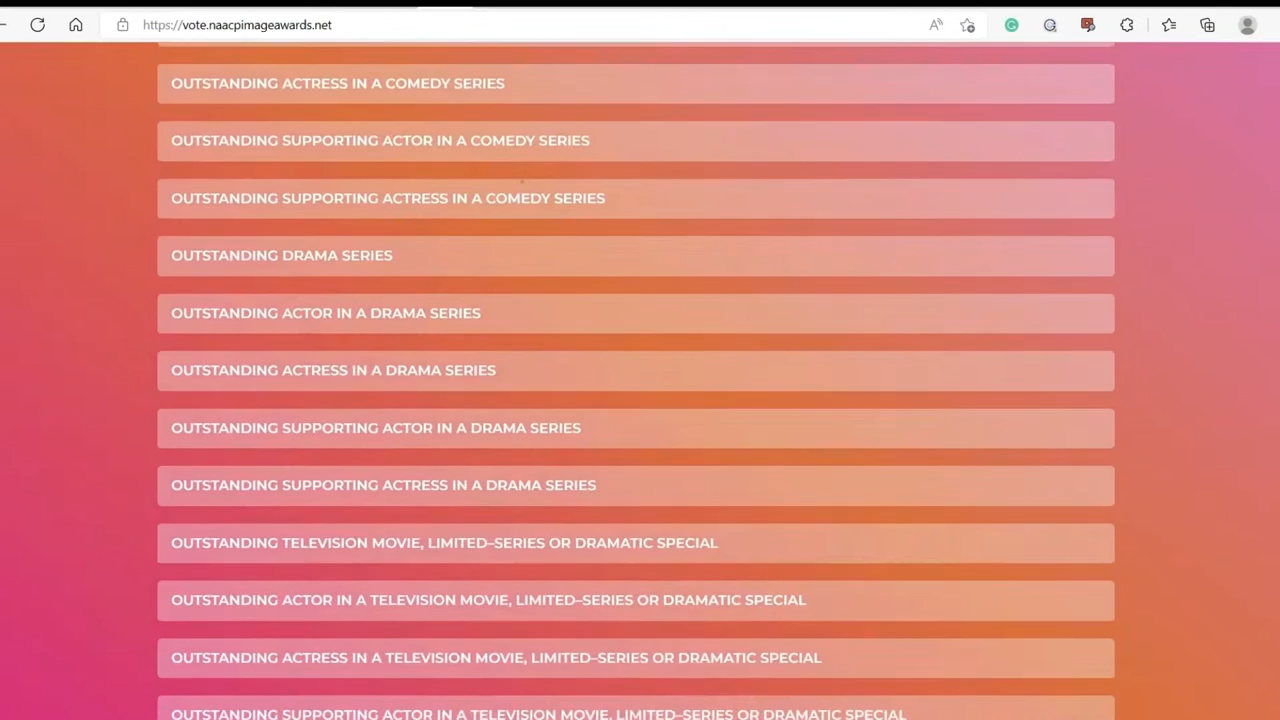 https://vote.naacpimageawards.net
OUTSTANDING ACTRESS IN A COMEDY SERIES
OUTSTANDING SUPPORTING ACTOR IN A COMEDY SERIES
OUTSTANDING SUPPORTING ACTRESS IN A COMEDY SERIES
OUTSTANDING DRAMA SERIES
OUTSTANDING ACTOR IN A DRAMA SERIES
OUTSTANDING ACTRESS IN A DRAMA SERIES
OUTSTANDING SUPPORTING ACTOR IN A DRAMA SERIES
OUTSTANDING SUPPORTING ACTRESS IN A DRAMA SERIES
OUTSTANDING TELEVISION MOVIE, LIMITED–SERIES OR DRAMATIC SPECIAL
OUTSTANDING ACTOR IN A TELEVISION MOVIE, LIMITED–SERIES OR DRAMATIC SPECIAL
OUTSTANDING ACTRESS IN A TELEVISION MOVIE, LIMITED–SERIES OR DRAMATIC SPECIAL
OUTSTANDING SUPPORTING ACTOR IN A TELEVISION MOVIE, LIMITED–SERIES OR DRAMATIC SPECIAL